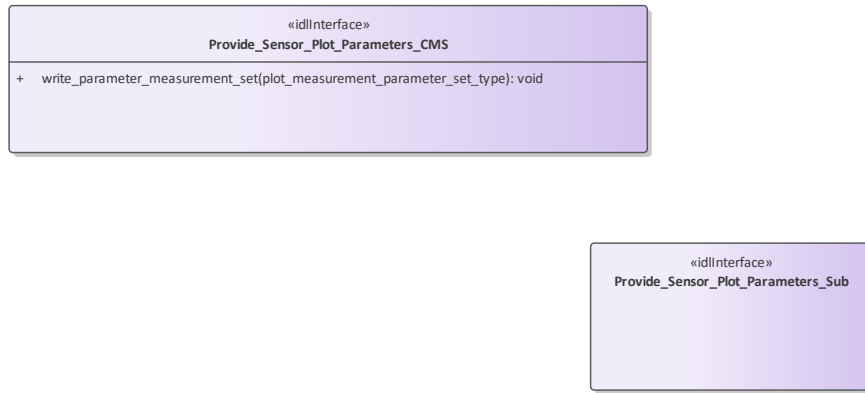 «idlInterface»
Provide_Sensor_Plot_Parameters_CMS
+ write_parameter_measurement_set(plot_measurement_parameter_set_type): void
«idlInterface»
Provide_Sensor_Plot_Parameters_Sub